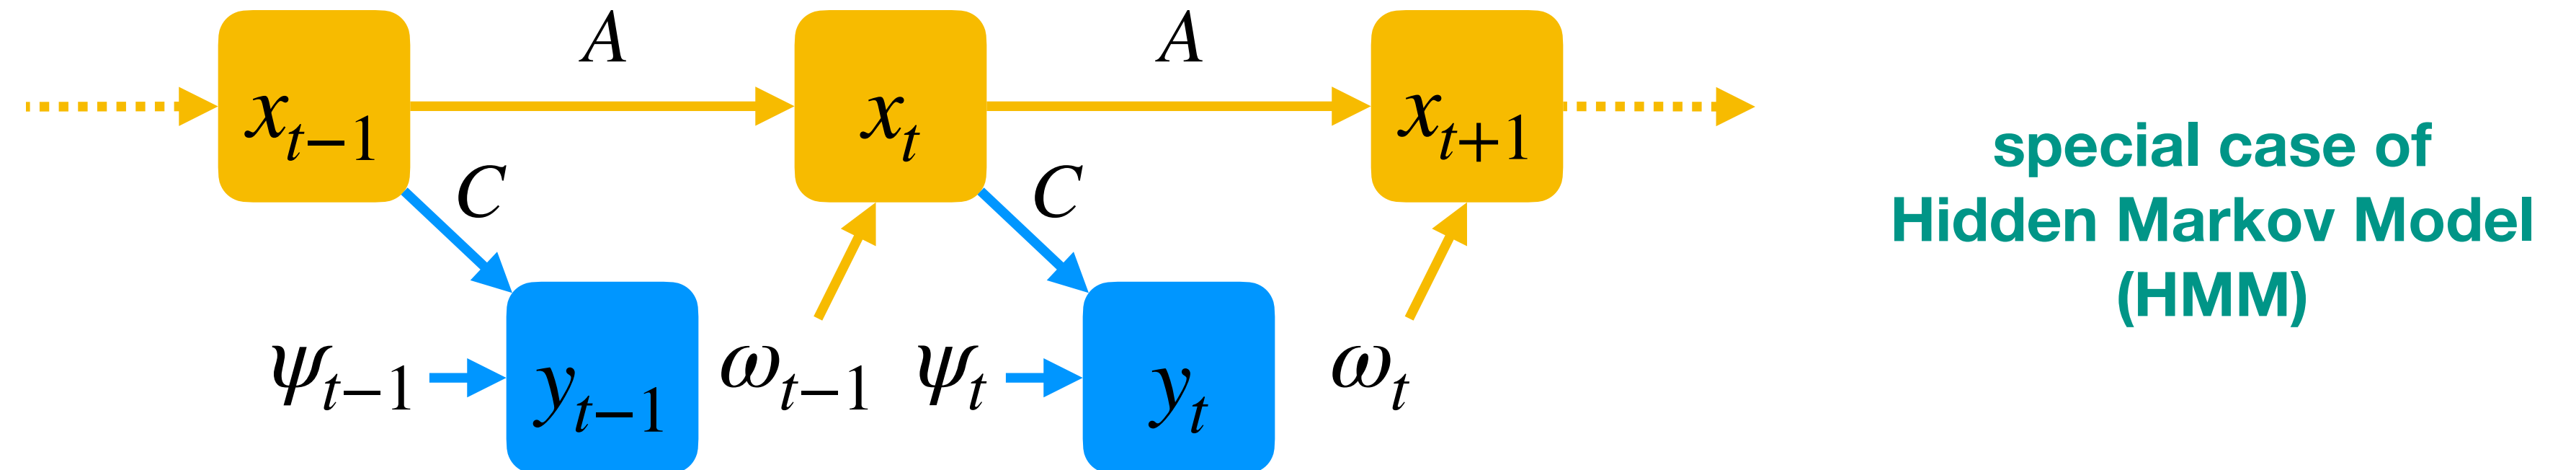 A A
x_{t−1} x_t x_{t+1}
C C
special case of
Hidden Markov Model
(HMM)
ψ_{t−1} y_{t−1} ω_{t−1} ψ_t y_t ω_t